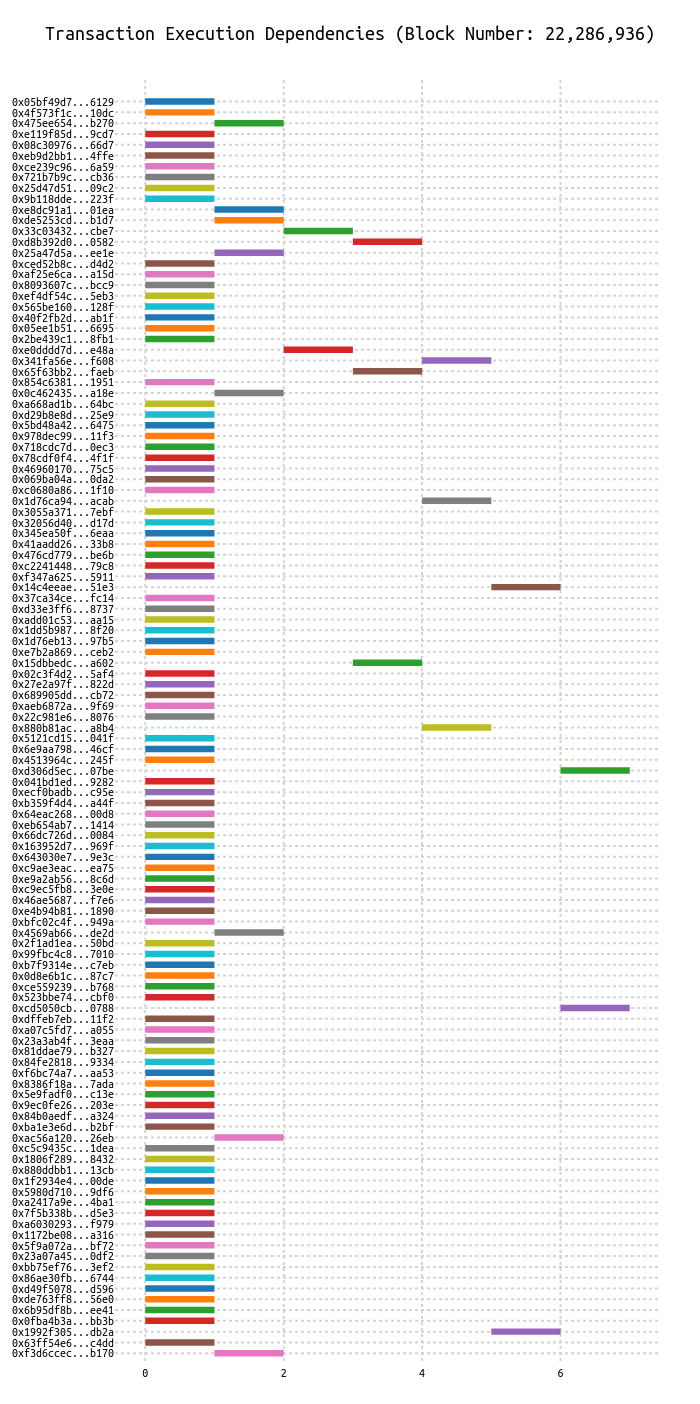 Transaction Execution Dependencies (Block Number: 22,286,936)
0x05bf49d7...6129
0x4f573f1c...10dc
0x475ee654...b270
0xe119f85d...9cd7
0x08c30976...66d7
0xeb9d2bb1...4ffe
0xce239c96...6a59
0x721b7b9c...cb36
0x25d47d51...09c2
0x9b118dde...223f
0xe8dc91a1...01ea
0xde5253cd...b1d7
0x33c03432...cbe7
0xd8b392d0...0582
0x25a47d5a...ee1e
0xced52b8c...d4d2
0xaf25e6ca...a15d
0x8093607c...bcc9
0xef4df54c...5eb3
0x565be160...128f
0x40f2fb2d...ab1f
0x05ee1b51...6695
0x2be439c1...8fb1
0xe0dddd7d...e48a
0x341fa56e...f608
0x65f63bb2...faeb
0x854c6381...1951
0x0c462435...a18e
0xa668ad1b...64bc
0xd29b8e8d...25e9
0x5bd48a42...6475
0x978dec99...11f3
0x718cdc7d...0ec3
0x78cdf0f4...4f1f
0x46960170...75c5
0x069ba04a...0da2
0xc0680a86...1f10
0x1d76ca94...acab
0x3055a371...7ebf
0x32056d40...d17d
0x345ea50f...6eaa
0x41aadd26...33b8
0x476cd779...be6b
0xc2241448...79c8
0xf347a625...5911
0x14c4eeae...51e3
0x37ca34ce...fc14
0xd33e3ff6...8737
0xadd01c53...aa15
0x1dd5b987...8f20
0x1d76eb13...97b5
0xe7b2a869...ceb2
0x15dbbedc...a602
0x02c3f4d2...5af4
0x27e2a97f...822d
0x689905dd...cb72
0xaeb6872a...9f69
0x22c981e6...8076
0x880b81ac...a8b4
0x5121cd15...041f
0x6e9aa798...46cf
0x4513964c...245f
0xd306d5ec...07be
0x041bd1ed...9282
0xecf0badb...c95e
0xb359f4d4...a44f
0x64eac268...00d8
0xeb654ab7...1414
0x66dc726d...0084
0x163952d7...969f
0x643030e7...9e3c
0xc9ae3eac...ea75
0xe9a2ab56...8c6d
0xc9ec5fb8...3e0e
0x46ae5687...f7e6
0xe4b94b81...1890
0xbfc02c4f...949a
0x4569ab66...de2d
0x2f1ad1ea...50bd
0x99fbc4c8...7010
0xb7f9314e...c7eb
0x0d8e6b1c...87c7
0xce559239...b768
0x523bbe74...cbf0
0xcd5050cb...0788
0xdffeb7eb...11f2
0xa07c5fd7...a055
0x23a3ab4f...3eaa
0x81ddae79...b327
0x84fe2818...9334
0xf6bc74a7...aa53
0x8386f18a...7ada
0x5e9fadf0...c13e
0x9ec0fe26...203e
0x84b0aedf...a324
0xba1e3e6d...b2bf
0xac56a120...26eb
0xc5c9435c...1dea
0x1806f289...8432
0x880ddbb1...13cb
0x1f2934e4...00de
0x5980d710...9df6
0xa2417a9e...4ba1
0x7f5b338b...d5e3
0xa6030293...f979
0x1172be08...a316
0x5f9a072a...bf72
0x23a07a45...0df2
0xbb75ef76...3ef2
0x86ae30fb...6744
0xd49f5078...d596
0xde763ff8...56e0
0x6b95df8b...ee41
0x0fba4b3a...bb3b
0x1992f305...db2a
0x63ff54e6...c4dd
0xf3d6ccec...b170
0 2 4 6